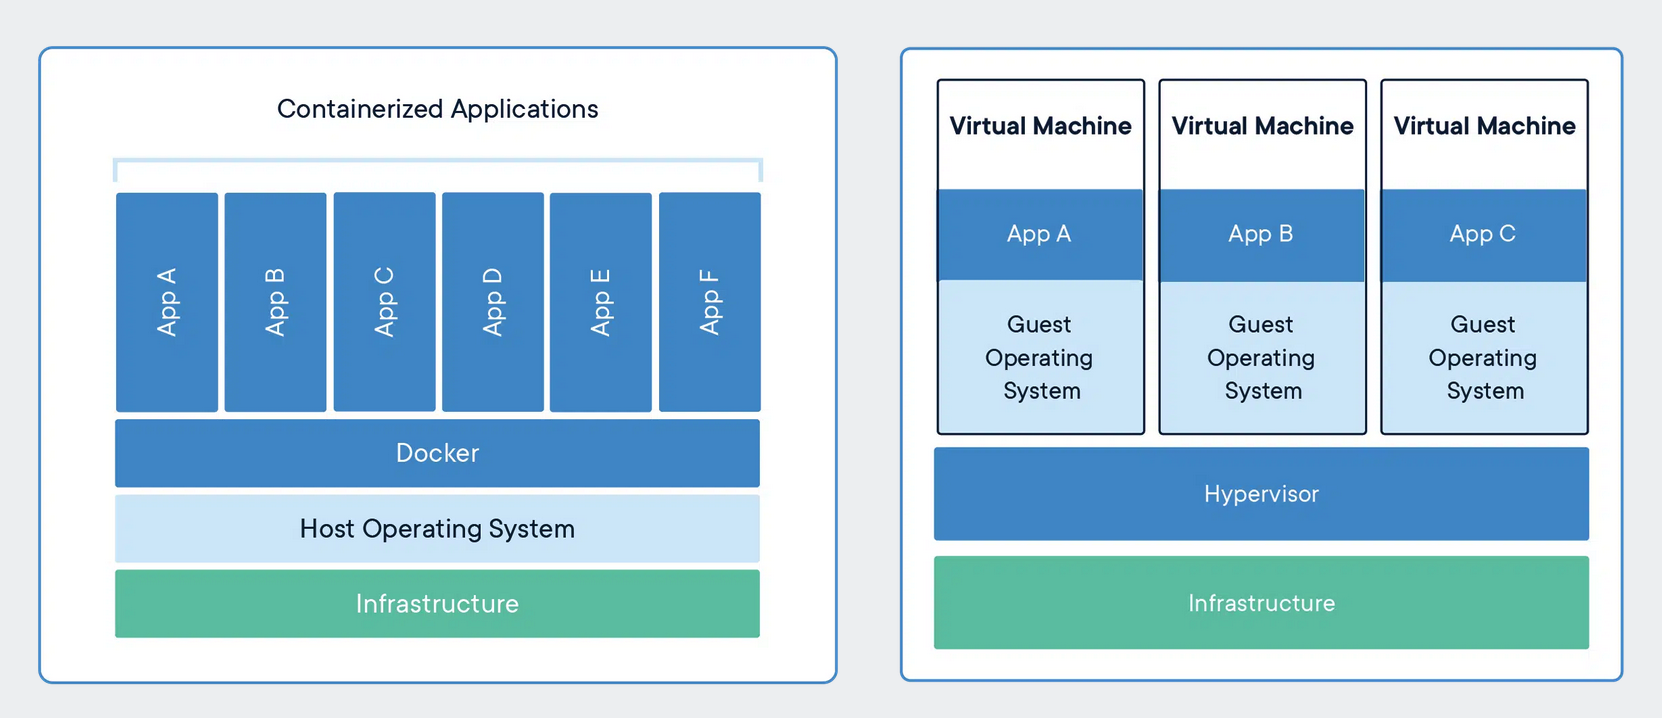 Containerized Applications
App A
App B
App C
App D
App E
App F
Docker
Host Operating System
Infrastructure
Virtual Machine
App A
Guest
Operating
System
Virtual Machine
App B
Guest
Operating
System
Virtual Machine
App C
Guest
Operating
System
Hypervisor
Infrastructure